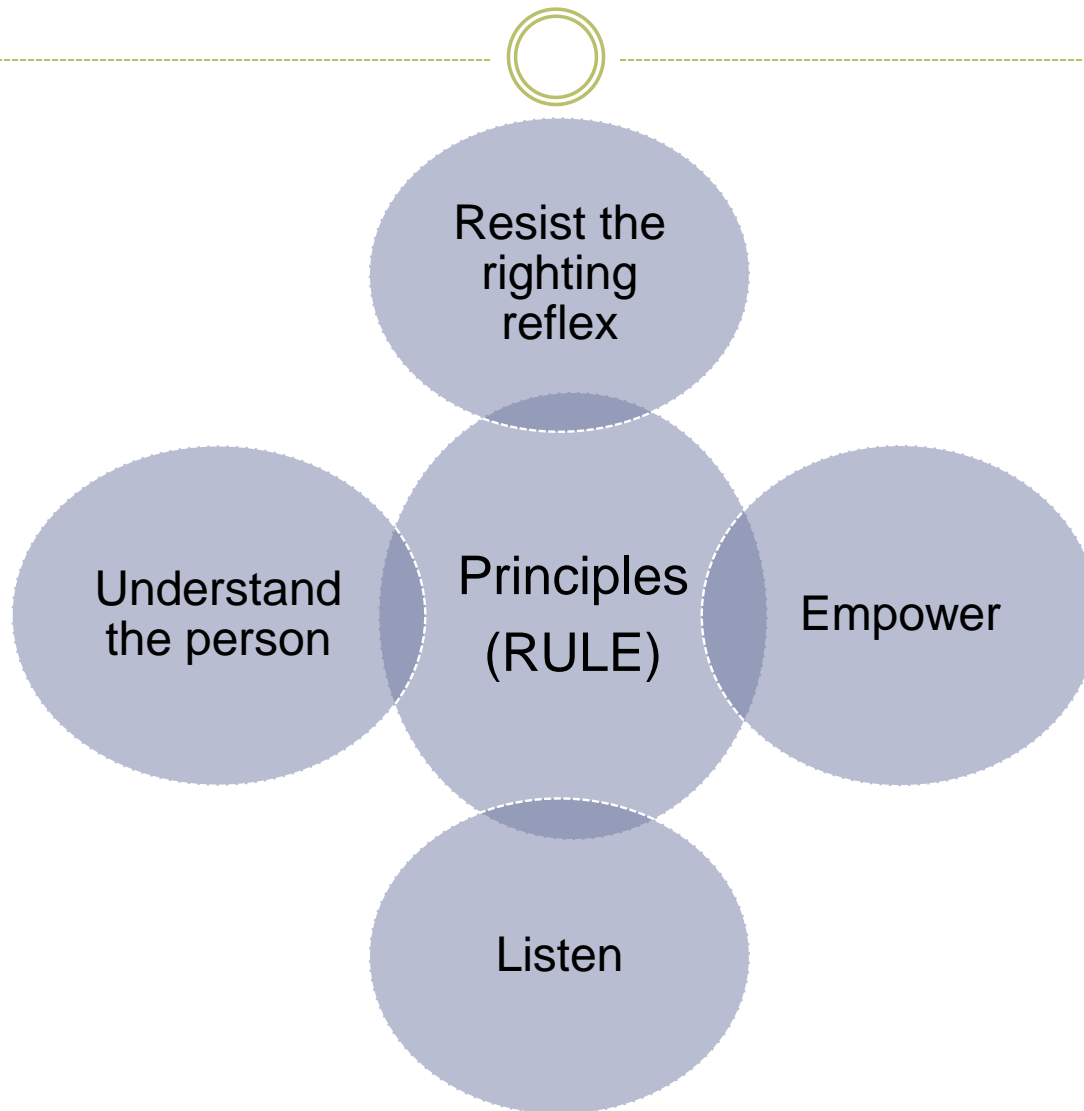 Resist the
righting
reflex
Understand
the person
Principles
(RULE)
Empower
Listen